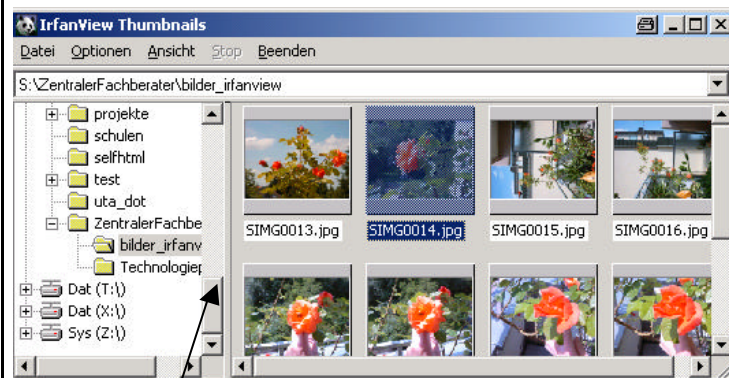 IrfanView Thumbnails
Datei Optionen Ansicht Stop Beenden
S:\ZentralerFachberater\bilder_irfanview
projekte
schulen
selfhtml
test
uta_dot
ZentralerFachbe
bilder_irfanv
Technologiep
Dat (T:\)
Dat (X:\)
Sys (Z:\)
SIMG0013.jpg
SIMG0014.jpg
SIMG0015.jpg
SIMG0016.jpg